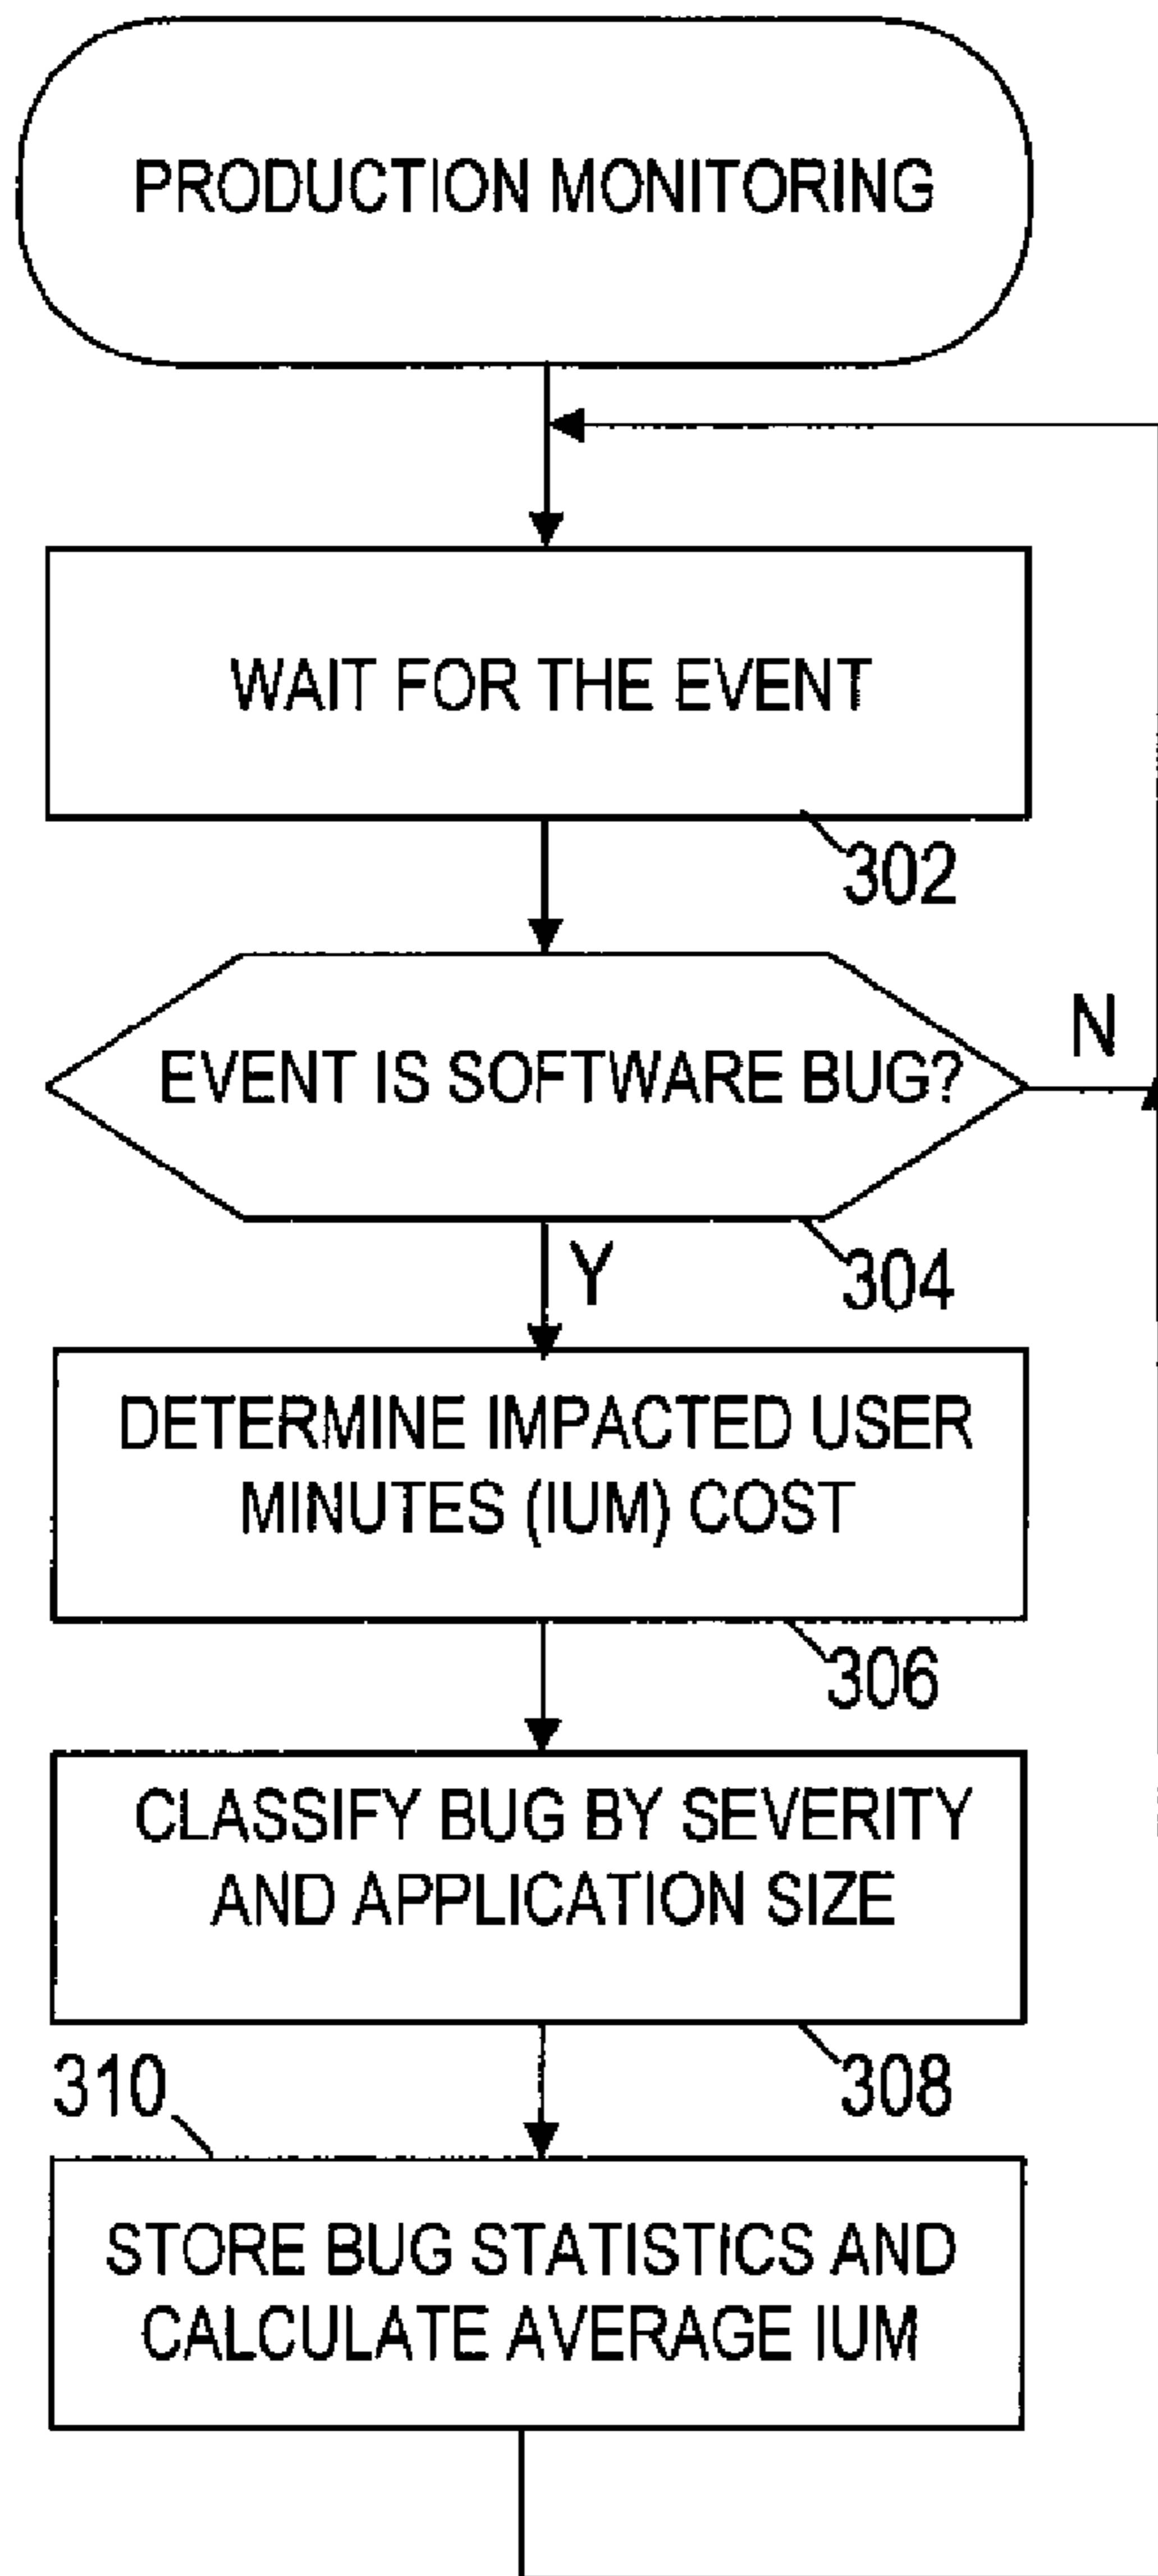 PRODUCTION MONITORING
WAIT FOR THE EVENT
302
EVENT IS SOFTWARE BUG?
N
Y
304
DETERMINE IMPACTED USER
MINUTES (IUM) COST
306
CLASSIFY BUG BY SEVERITY
AND APPLICATION SIZE
308
310
STORE BUG STATISTICS AND
CALCULATE AVERAGE IUM